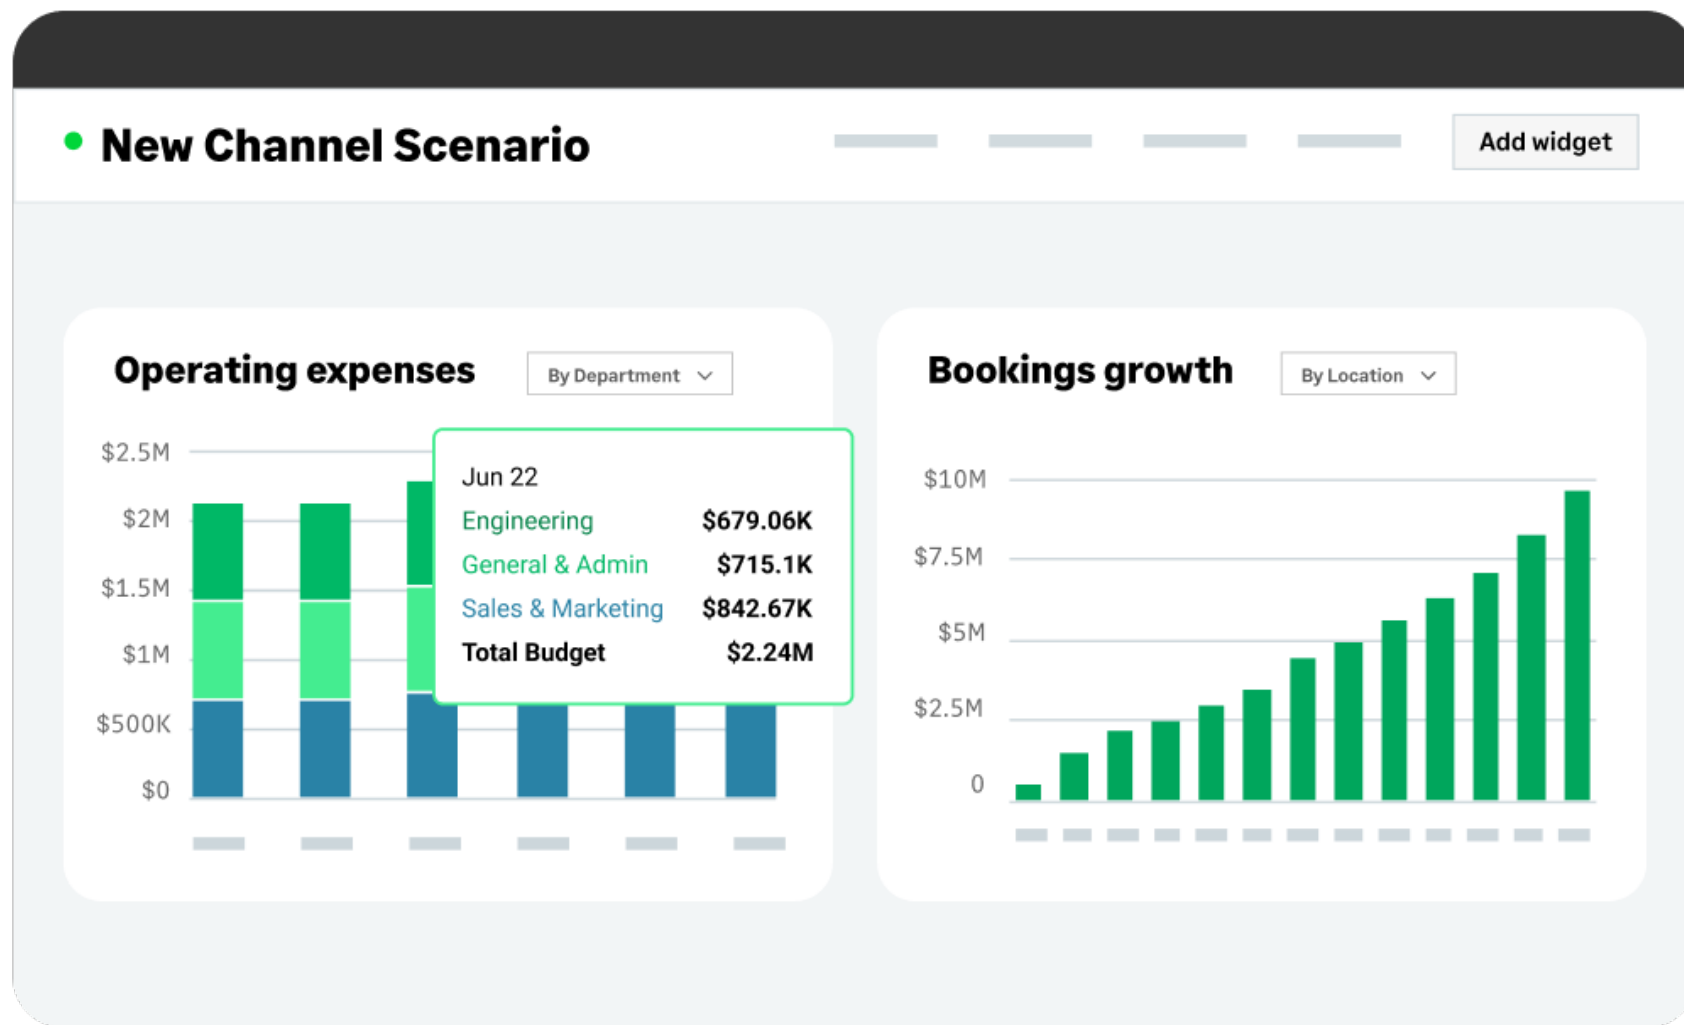 New Channel Scenario
Add widget
Operating expenses
By Department
$2.5M
$2M
$1.5M
$1M
$500K
$0
Jun 22
Engineering $679.06K
General & Admin $715.1K
Sales & Marketing $842.67K
Total Budget $2.24M
Bookings growth
By Location
$10M
$7.5M
$5M
$2.5M
0